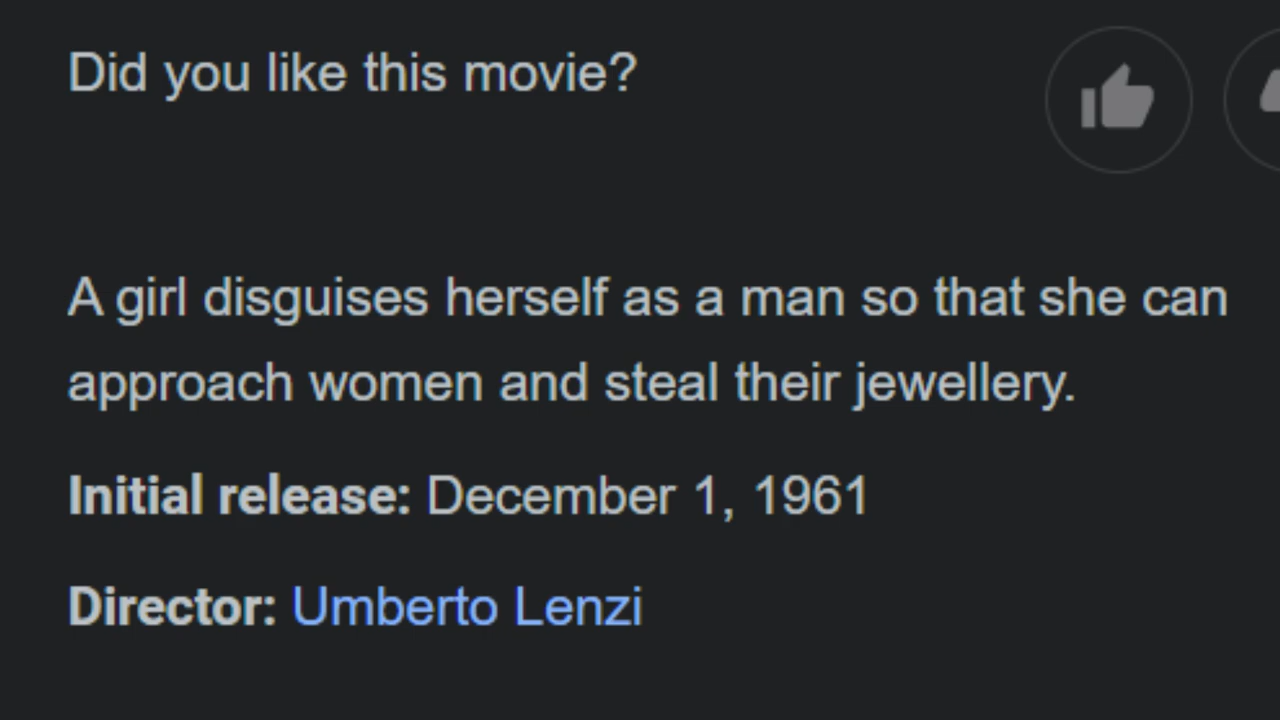 Did you like this movie?
A girl disguises herself as a man so that she can
approach women and steal their jewellery.
Initial release: December 1, 1961
Director: Umberto Lenzi